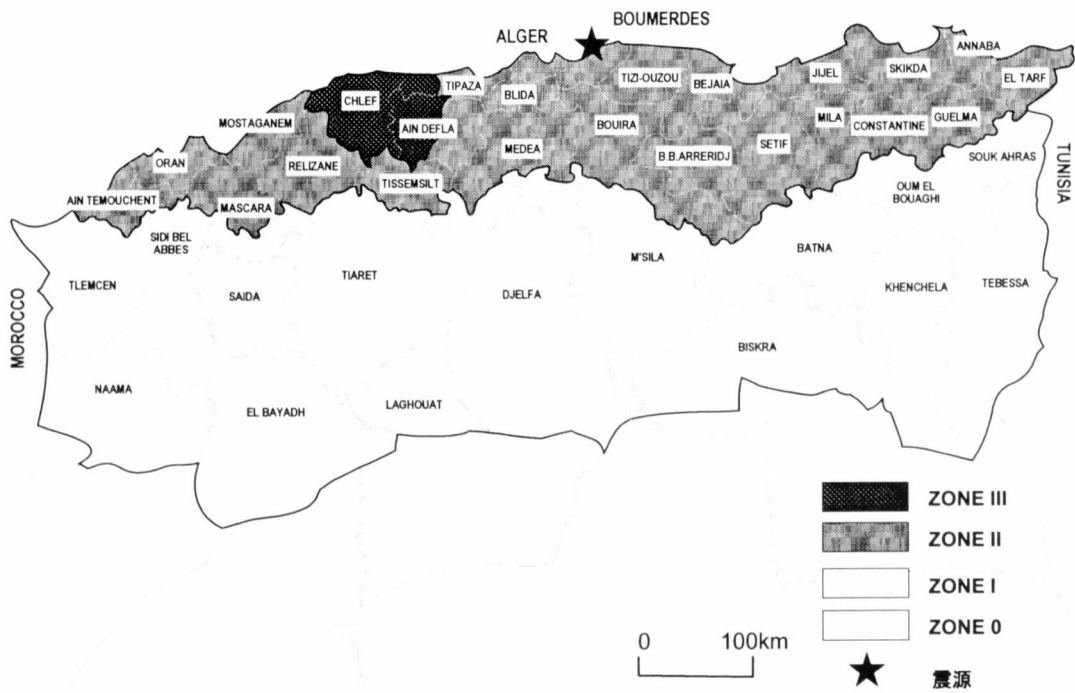 BOUMERDES
ALGER
ANNABA
TIPAZA
TIZI-OUZOU
BEJAIA
JIJEL
SKIKDA
EL TARF
CHLEF
BLIDA
MOSTAGANEM
AIN DEFLA
BOUIRA
MILA
CONSTANTINE
GUELMA
ORAN
RELIZANE
MEDEA
B.B.ARRERIDJ
SETIF
SOUK AHRAS
TUNISIA
TISSEMSILT
OUM EL
BOUAGHI
AIN TEMOUCHENT
MASCARA
SIDI BEL
ABBES
BATNA
M'SILA
TLEMCEN
SAIDA
TIARET
DJELFA
KHENCHELA
TEBESSA
MOROCCO
BISKRA
NAAMA
EL BAYADH
LAGHOUAT
ZONE III
ZONE II
ZONE I
ZONE 0
0 100km
震源